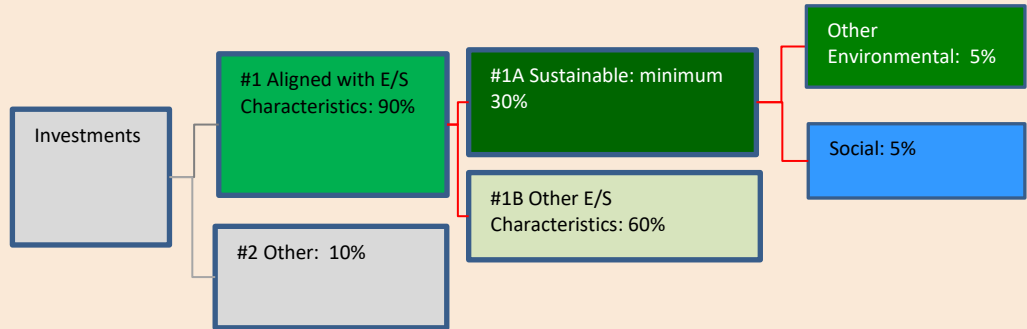 Investments
#1 Aligned with E/S
Characteristics: 90%
#2 Other: 10%
#1A Sustainable: minimum
30%
#1B Other E/S
Characteristics: 60%
Other
Environmental: 5%
Social: 5%